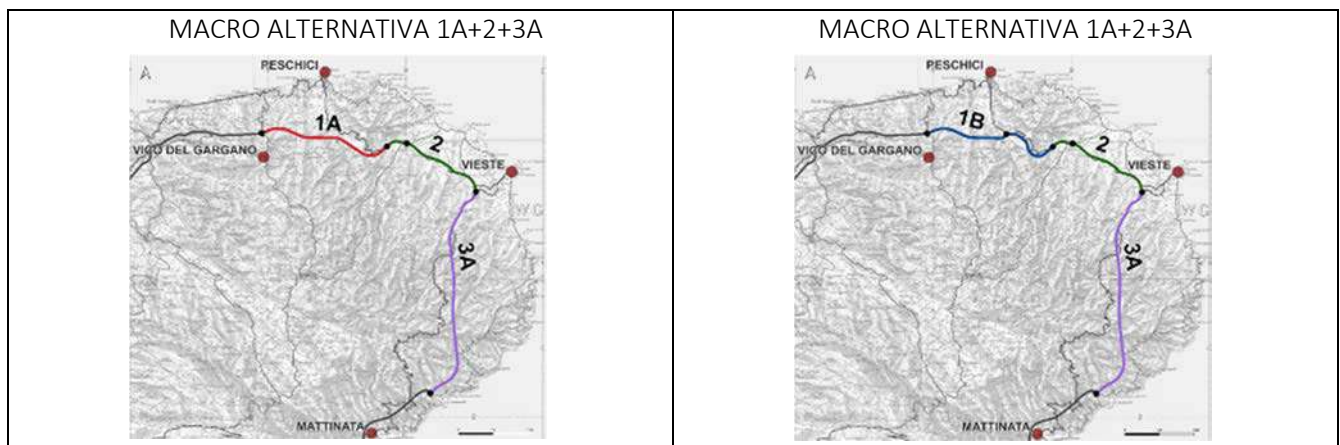 MACRO ALTERNATIVA 1A+2+3A
PESCHICI
1A
2
VICO DEL GARGANO
VIESTE
3A
MATTINATA
MACRO ALTERNATIVA 1A+2+3A
PESCHICI
1B
2
VICO DEL GARGANO
VIESTE
3A
MATTINATA